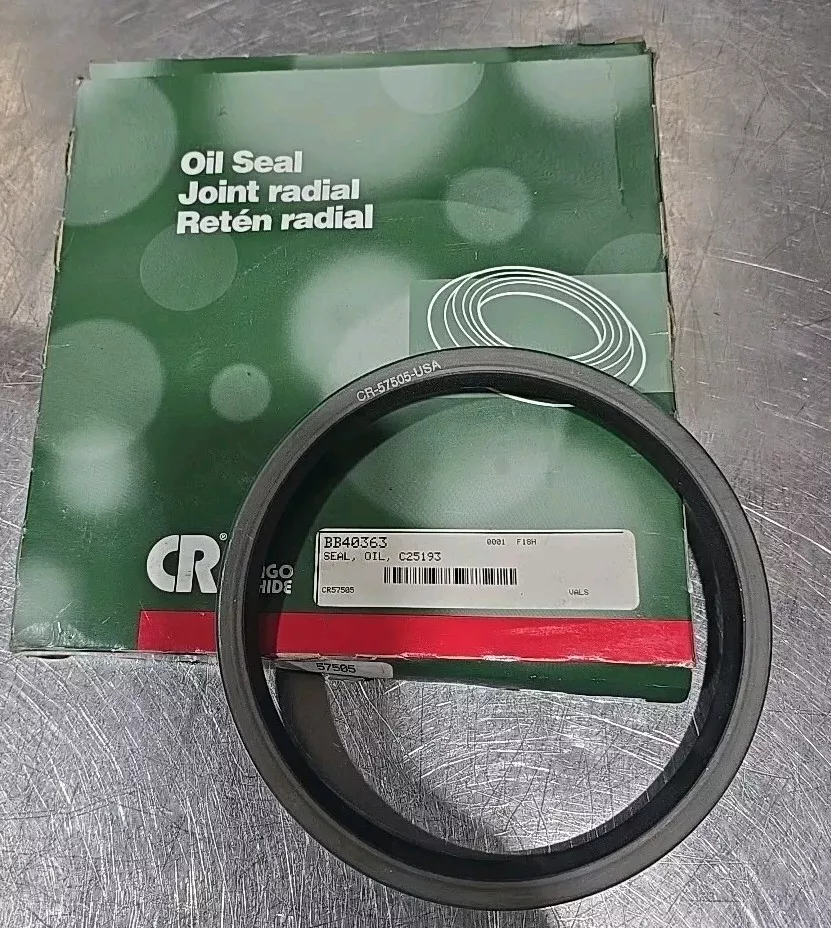 Oil Seal
Joint radial
Retén radial
CR-57505-USA
CR®
BB40363
0001 F18H
SEAL, OIL, C25193
CR57505
VALS
57505